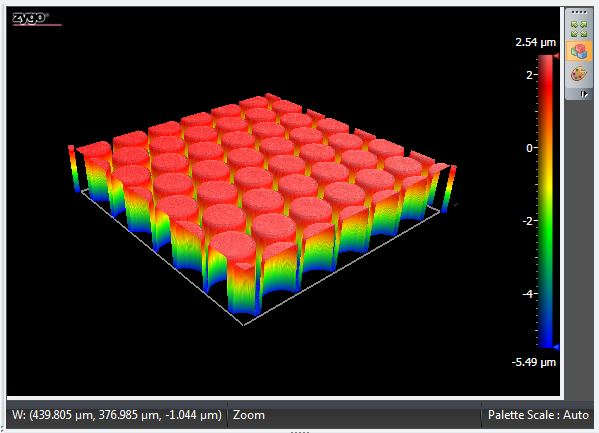 zygo
2.54 µm
2
0
-2
-4
-5.49 µm
W: (439.805 µm, 376.985 µm, -1.044 µm)
Zoom
Palette Scale : Auto